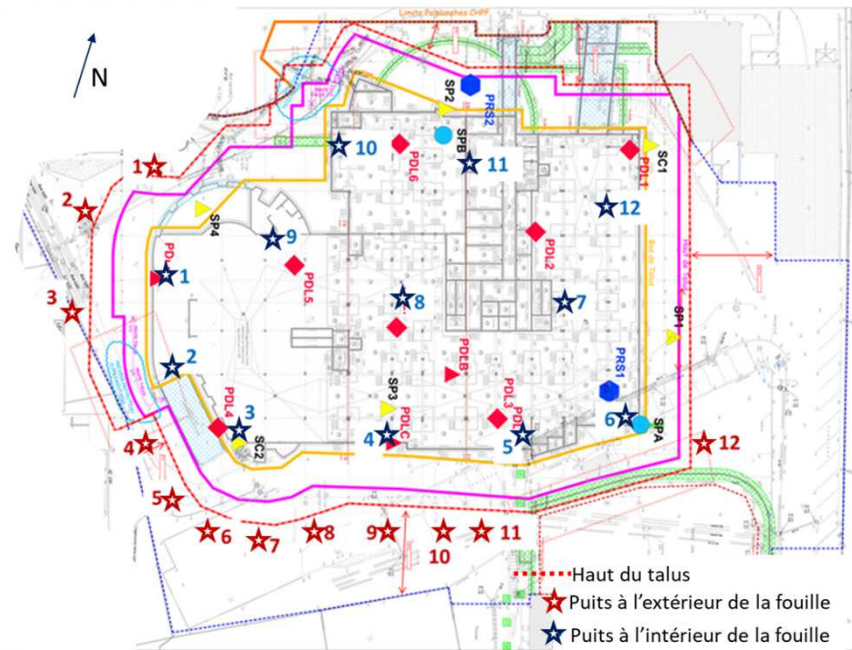 Limite Palplanches CHPF
N
SP2
PRS2
10
PDL6
SPB
11
PDL1
SC1
1
2
SP4
12
9
PDL2
1
PDL5
3
8
7
SP1
2
PDLB
PRS1
PDL4
3
SC2
SP3
4
PDLC
PDL3
5
6
SPA
4
12
5
6
7
8
9
10
11
Haut du talus
Puits à l'extérieur de la fouille
Puits à l'intérieur de la fouille